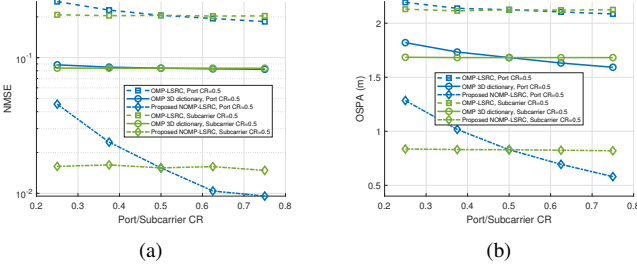 10^-1
10^-2
NMSE
OMP-LSRC, Port CR=0.5
OMP 3D dictionary, Port CR=0.5
Proposed NOMP-LSRC, Port CR=0.5
OMP-LSRC, Subcarrier CR=0.5
OMP 3D dictionary, Subcarrier CR=0.5
Proposed NOMP-LSRC, Subcarrier CR=0.5
0.2 0.3 0.4 0.5 0.6 0.7 0.8
Port/Subcarrier CR
(a)
2
1.5
1
0.5
OSPA (m)
OMP-LSRC, Port CR=0.5
OMP 3D dictionary, Port CR=0.5
Proposed NOMP-LSRC, Port CR=0.5
OMP-LSRC, Subcarrier CR=0.5
OMP 3D dictionary, Subcarrier CR=0.5
Proposed NOMP-LSRC, Subcarrier CR=0.5
0.2 0.3 0.4 0.5 0.6 0.7 0.8
Port/Subcarrier CR
(b)